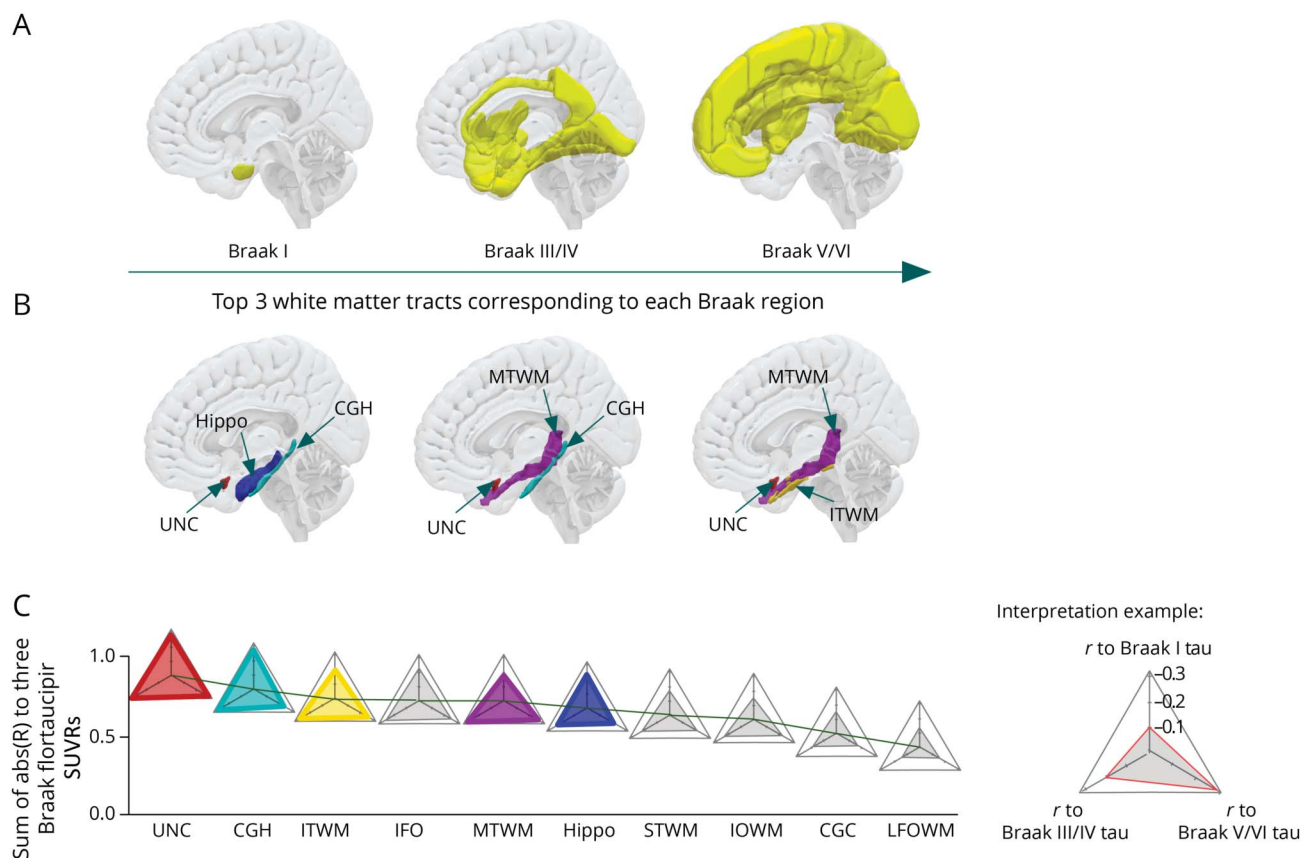 A
Braak I
Braak III/IV
Braak V/VI
Top 3 white matter tracts corresponding to each Braak region
B
Hippo
CGH
UNC
MTWM
CGH
UNC
MTWM
UNC
ITWM
C
Sum of abs(R) to three
Braak flortaucipir
SUVRs
1.0
0.5
0.0
UNC
CGH
ITWM
IFO
MTWM
Hippo
STWM
IOWM
CGC
LFOWM
Interpretation example:
r to Braak I tau
–0.3
–0.2
–0.1
r to
Braak III/IV tau
r to
Braak V/VI tau